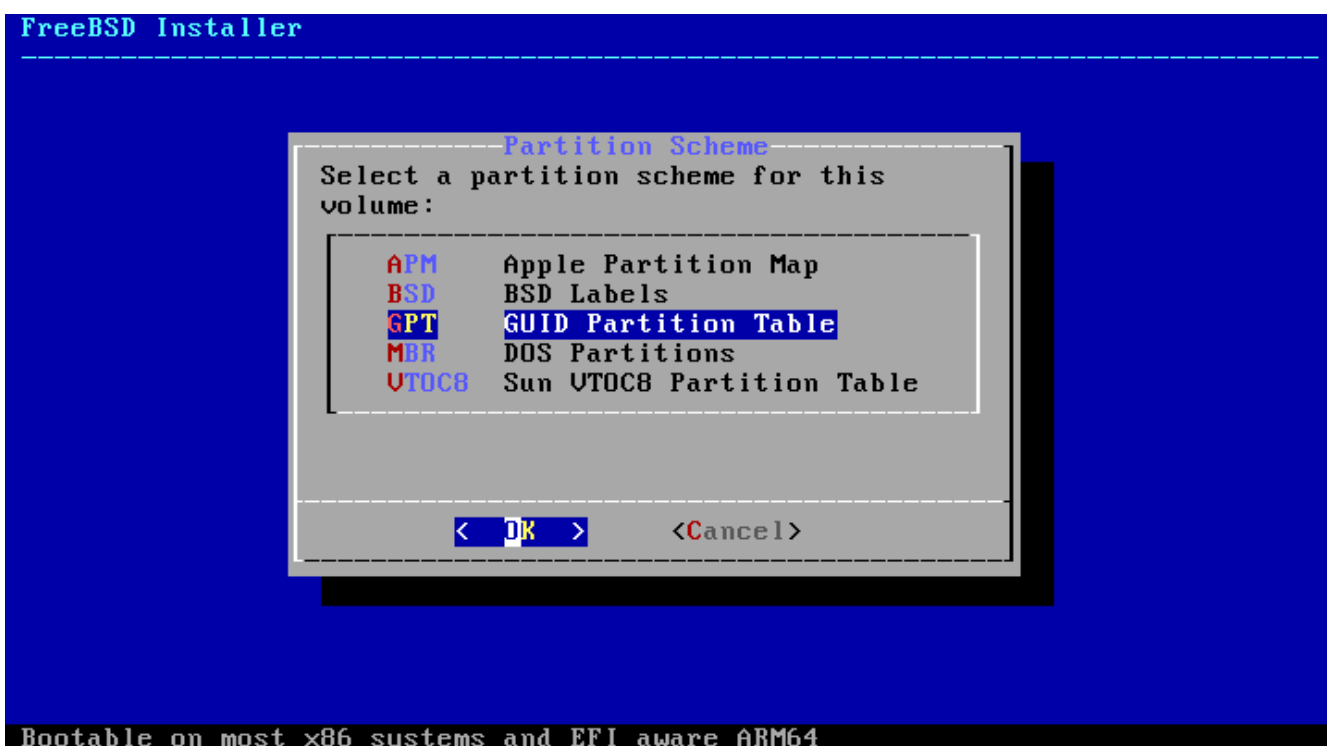 FreeBSD Installer
Partition Scheme
Select a partition scheme for this
volume:
APM Apple Partition Map
BSD BSD Labels
GPT GUID Partition Table
MBR DOS Partitions
VTOC8 Sun VTOC8 Partition Table
< OK > <Cancel>
Bootable on most x86 systems and EFI aware ARM64